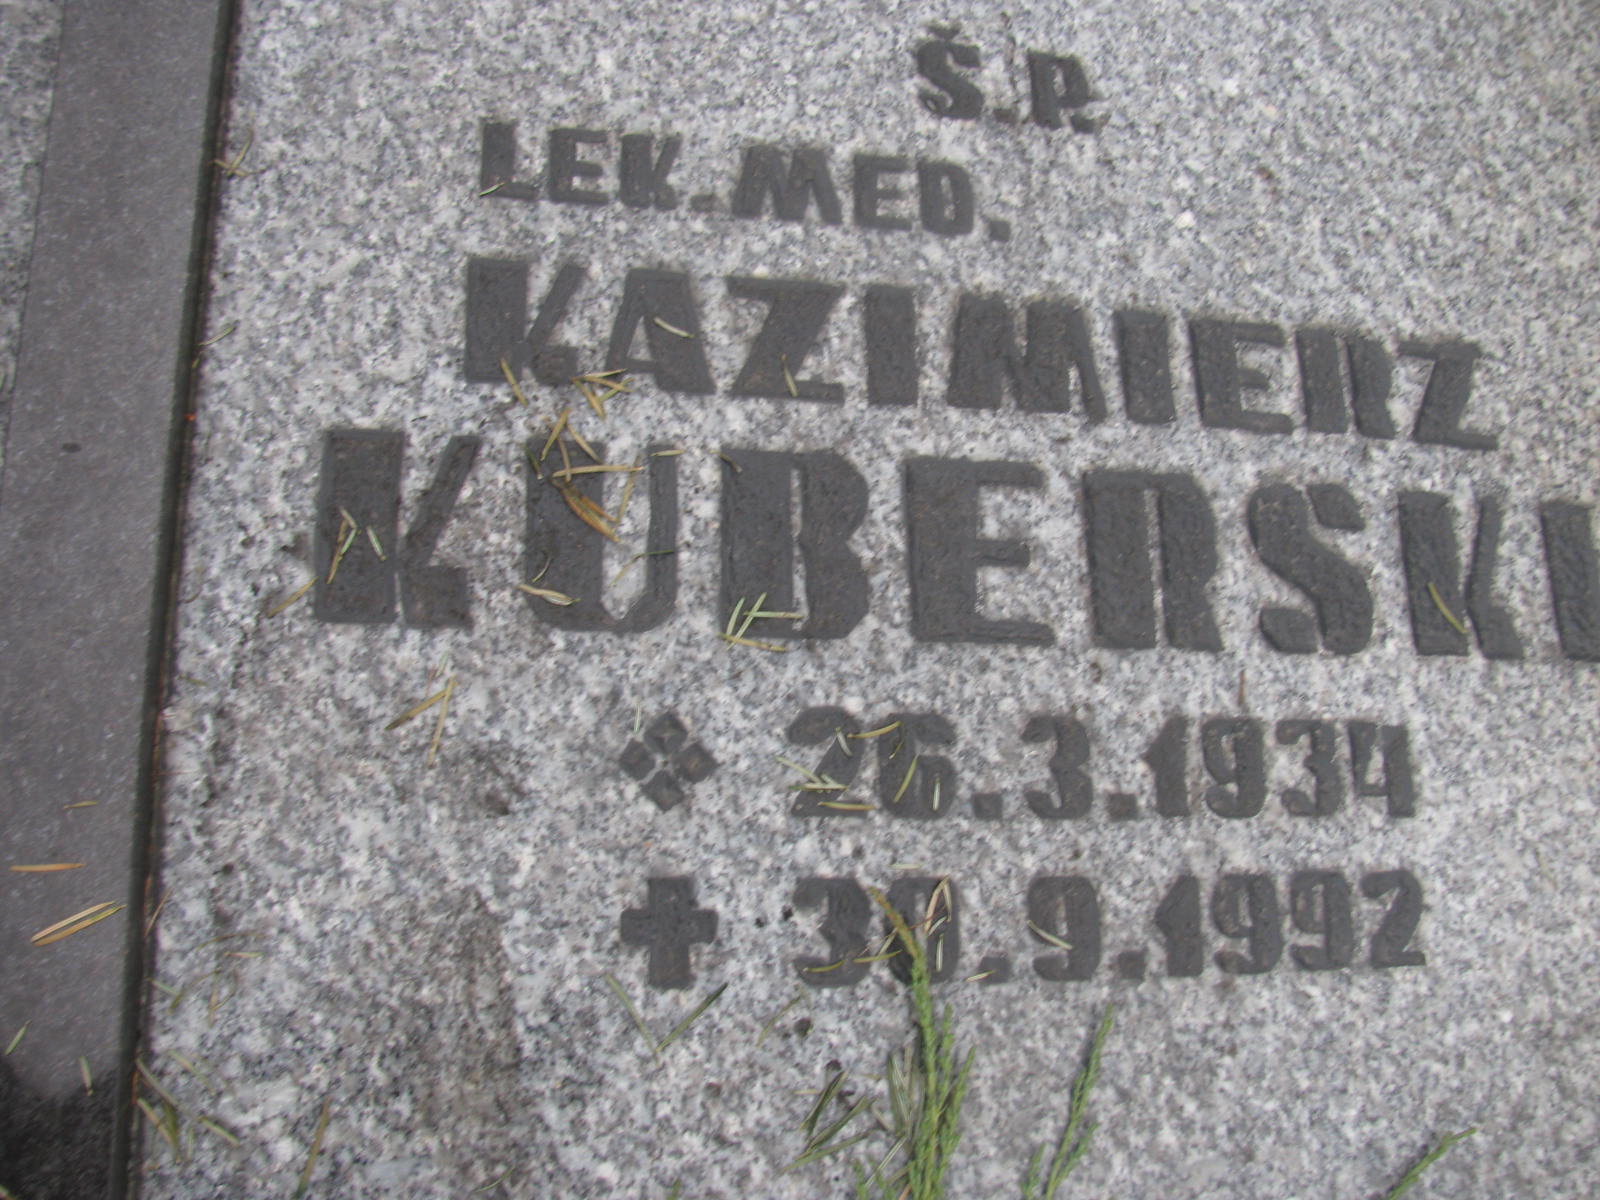 Ś.P.
LEK.MED.
KAZIMIERZ
KUBERSKI
26.3.1934
✝ 30.9.1992